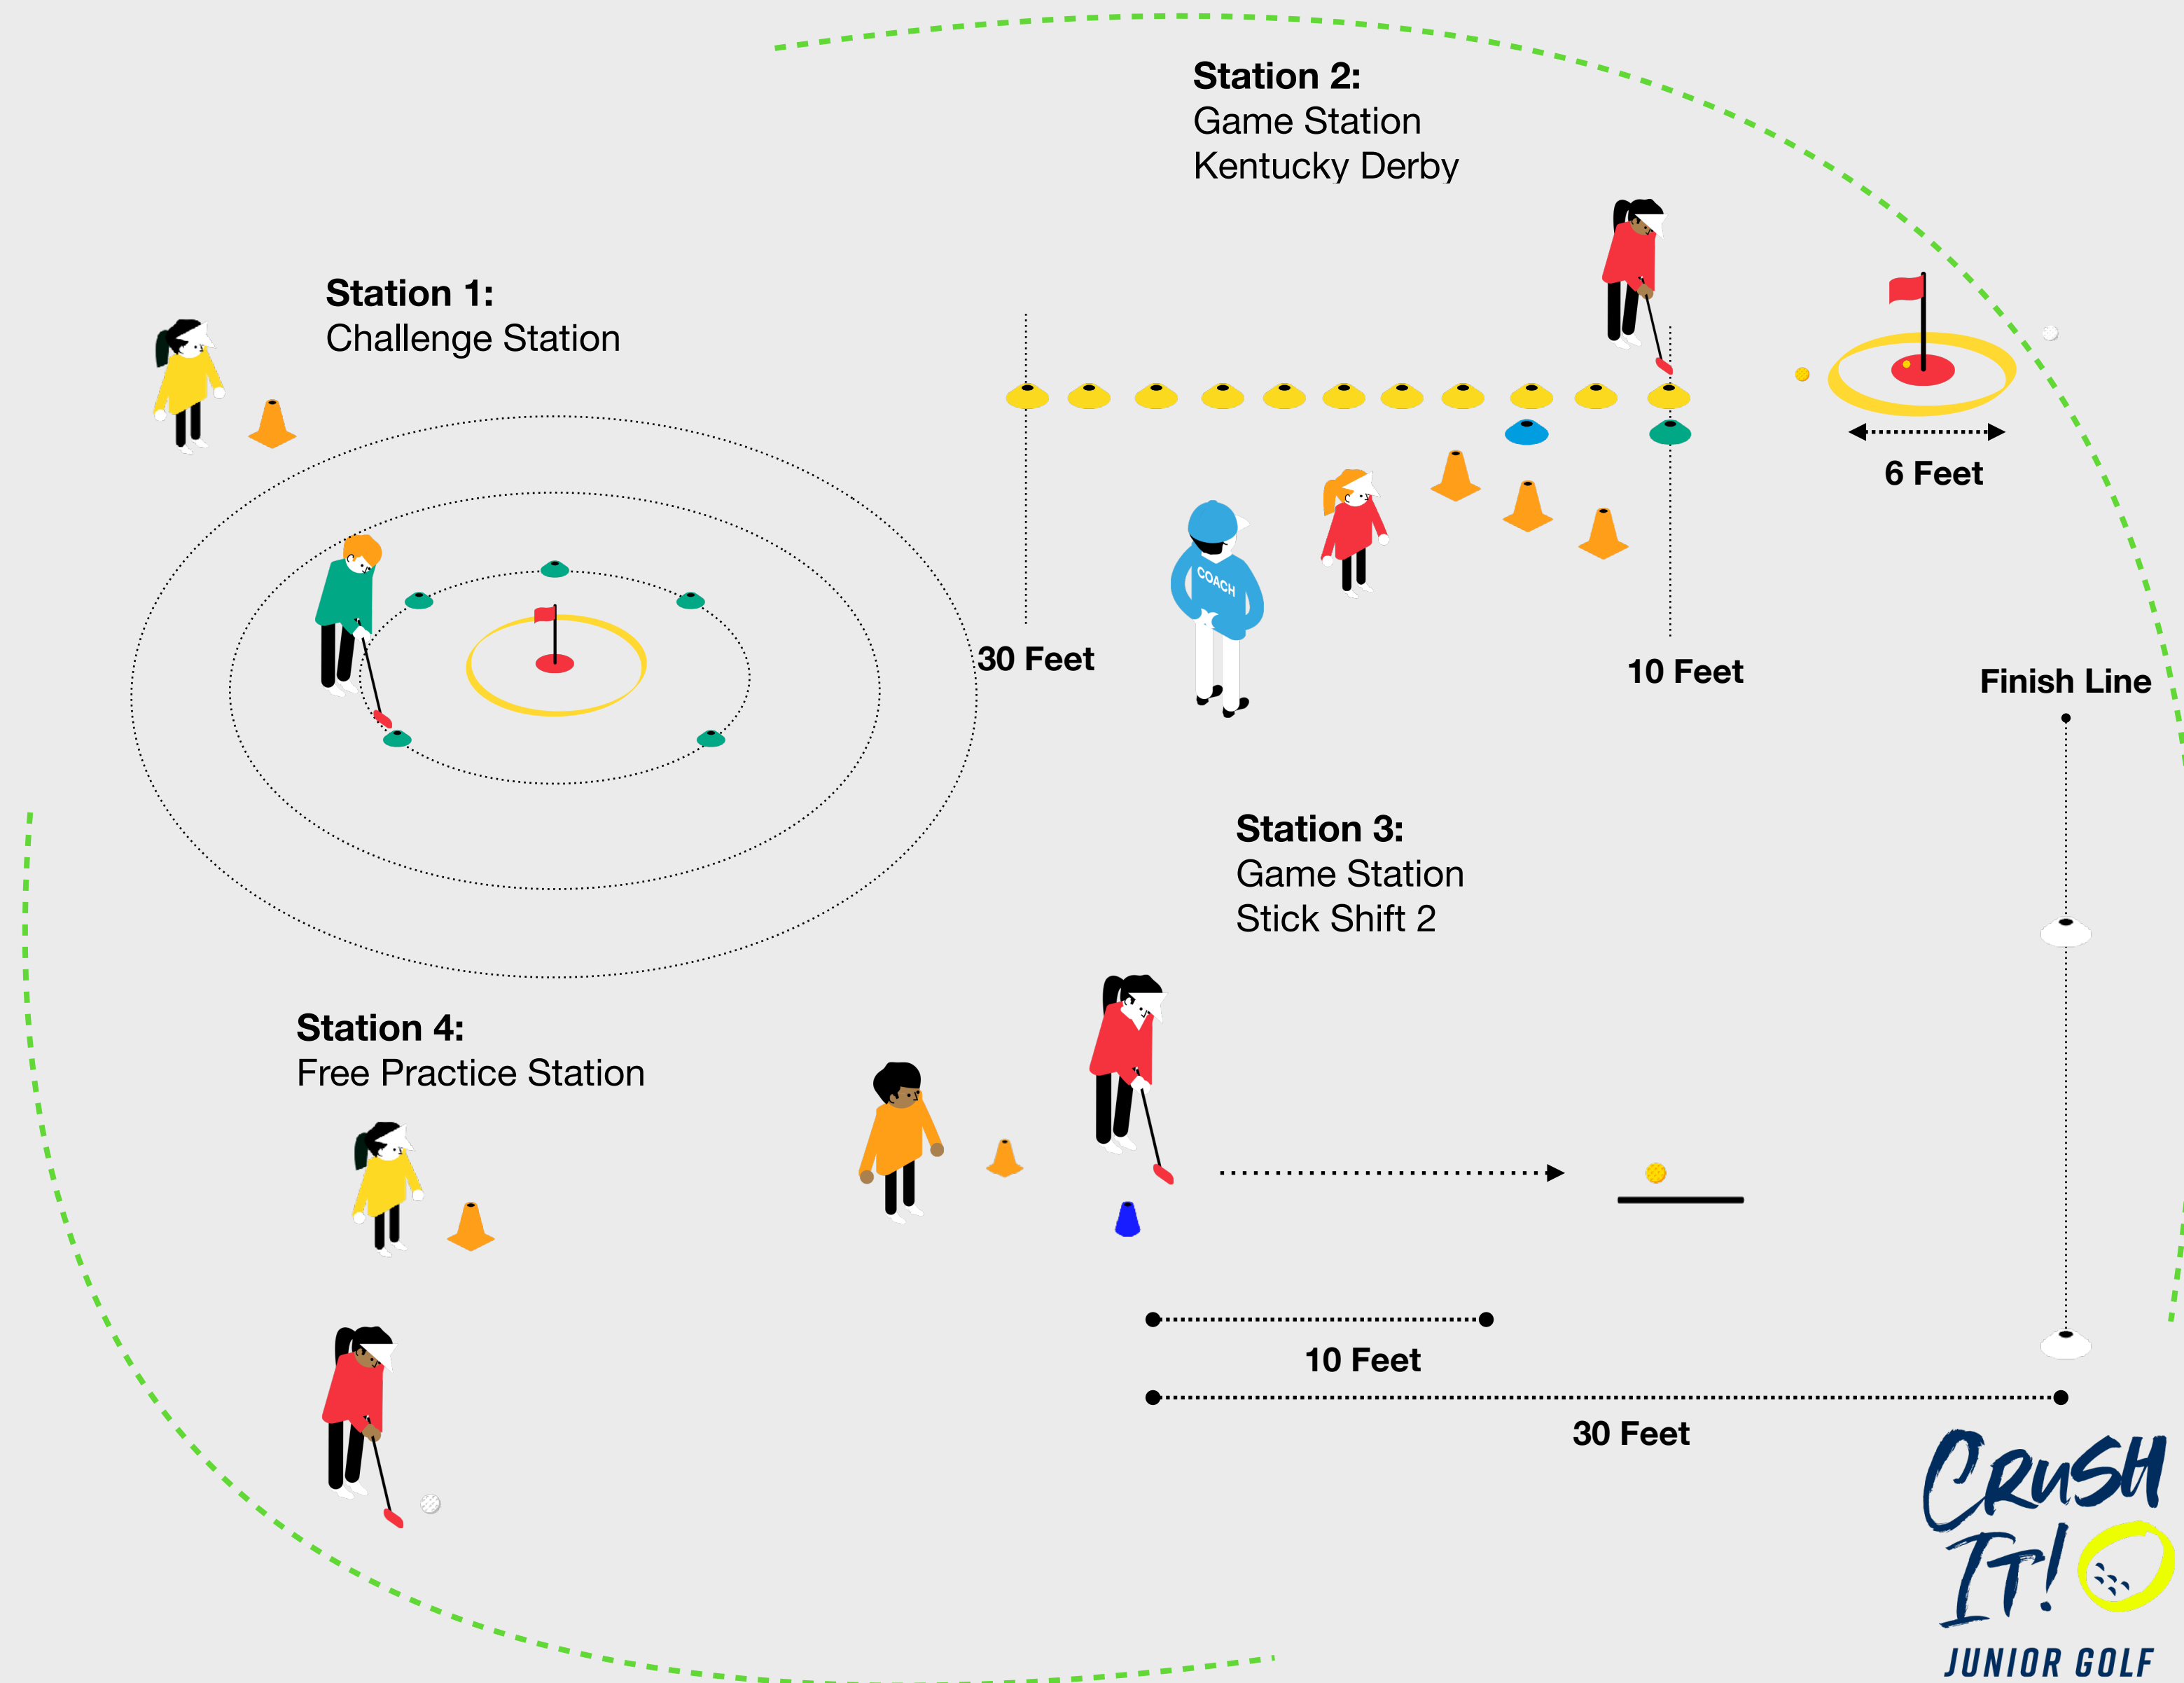 Station 2:
Game Station
Kentucky Derby
Station 1:
Challenge Station
6 Feet
COACH
30 Feet
10 Feet
Finish Line
Station 3:
Game Station
Stick Shift 2
Station 4:
Free Practice Station
10 Feet
30 Feet
CRuSH
IT!
JUNIOR GOLF